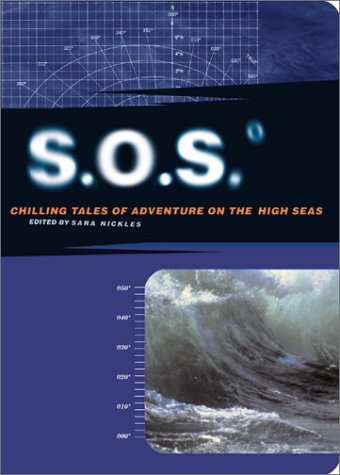 S.O.S.°
CHILLING TALES OF ADVENTURE ON THE HIGH SEAS
EDITED BY SARA NICKLES
050°
040°
030°
020°
010°
000°